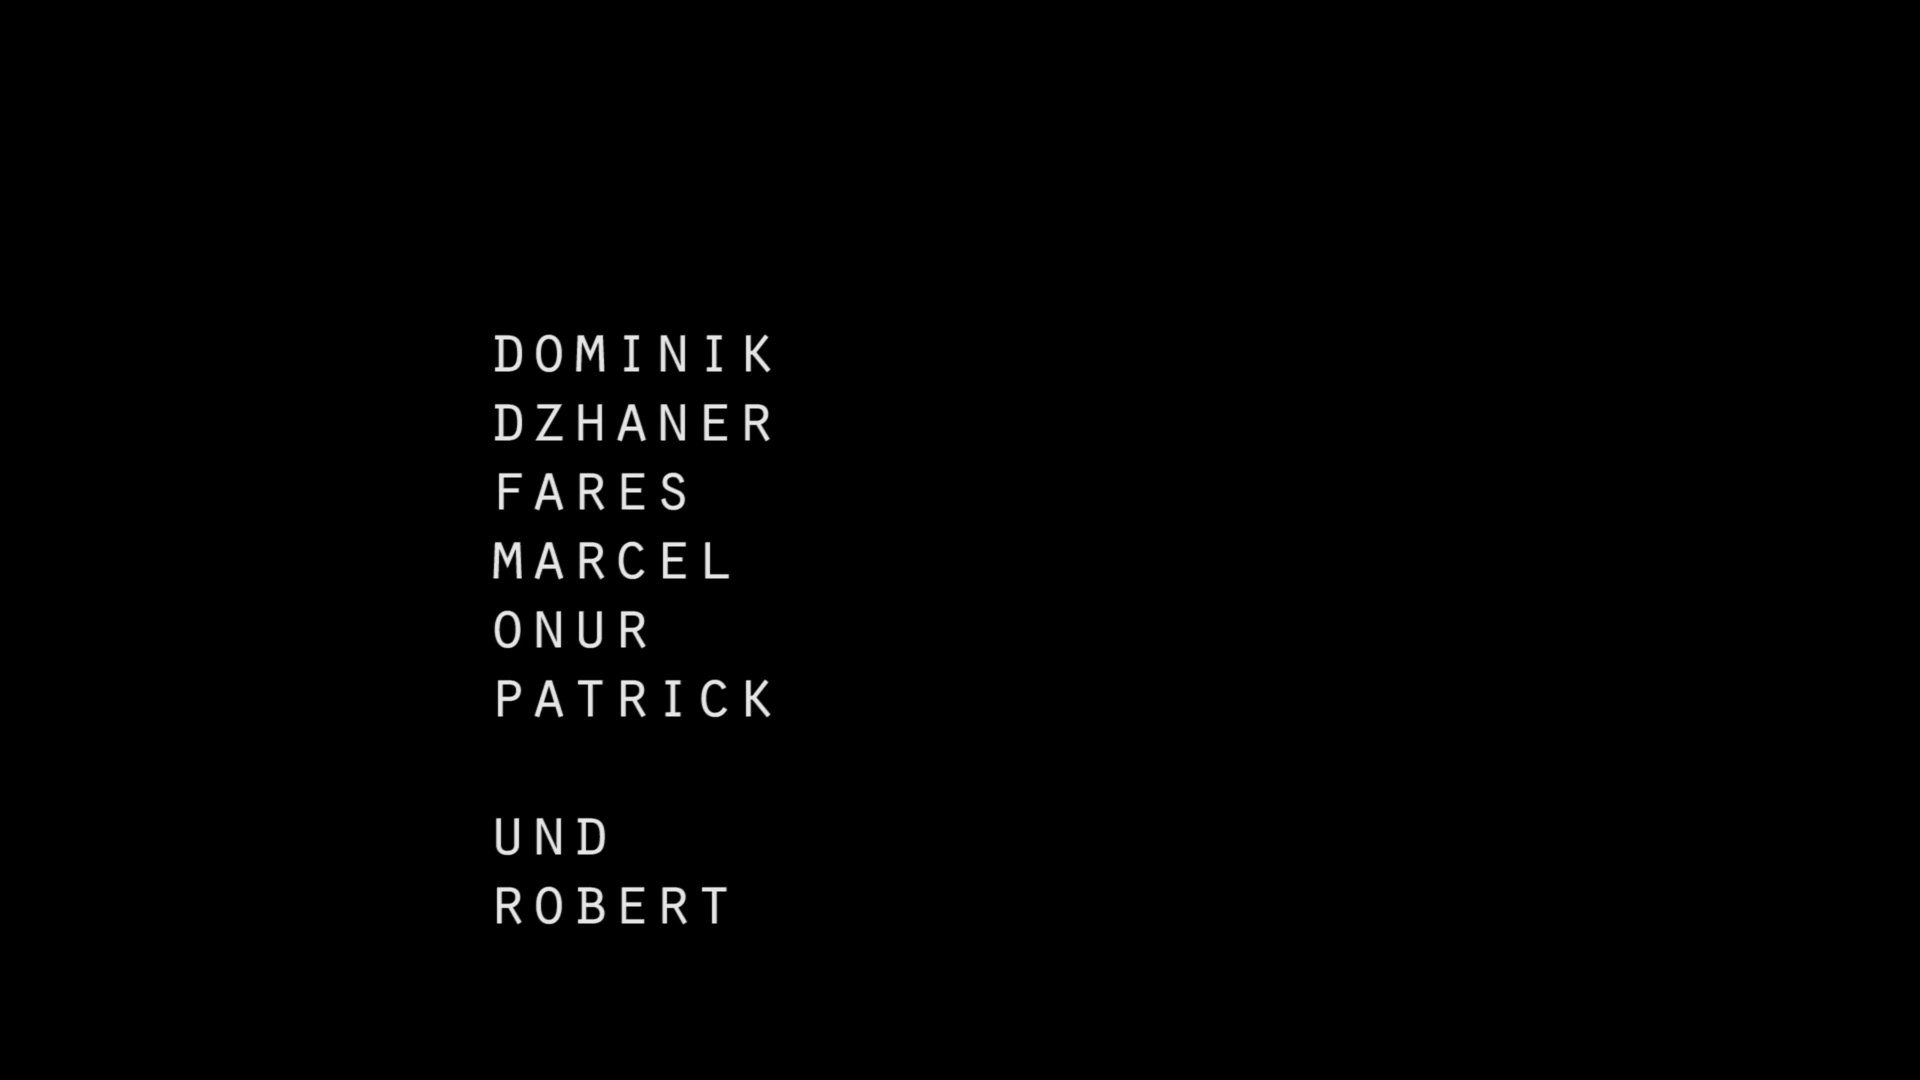 DOMINIK
DZHANER
FARES
MARCEL
ONUR
PATRICK
UND
ROBERT